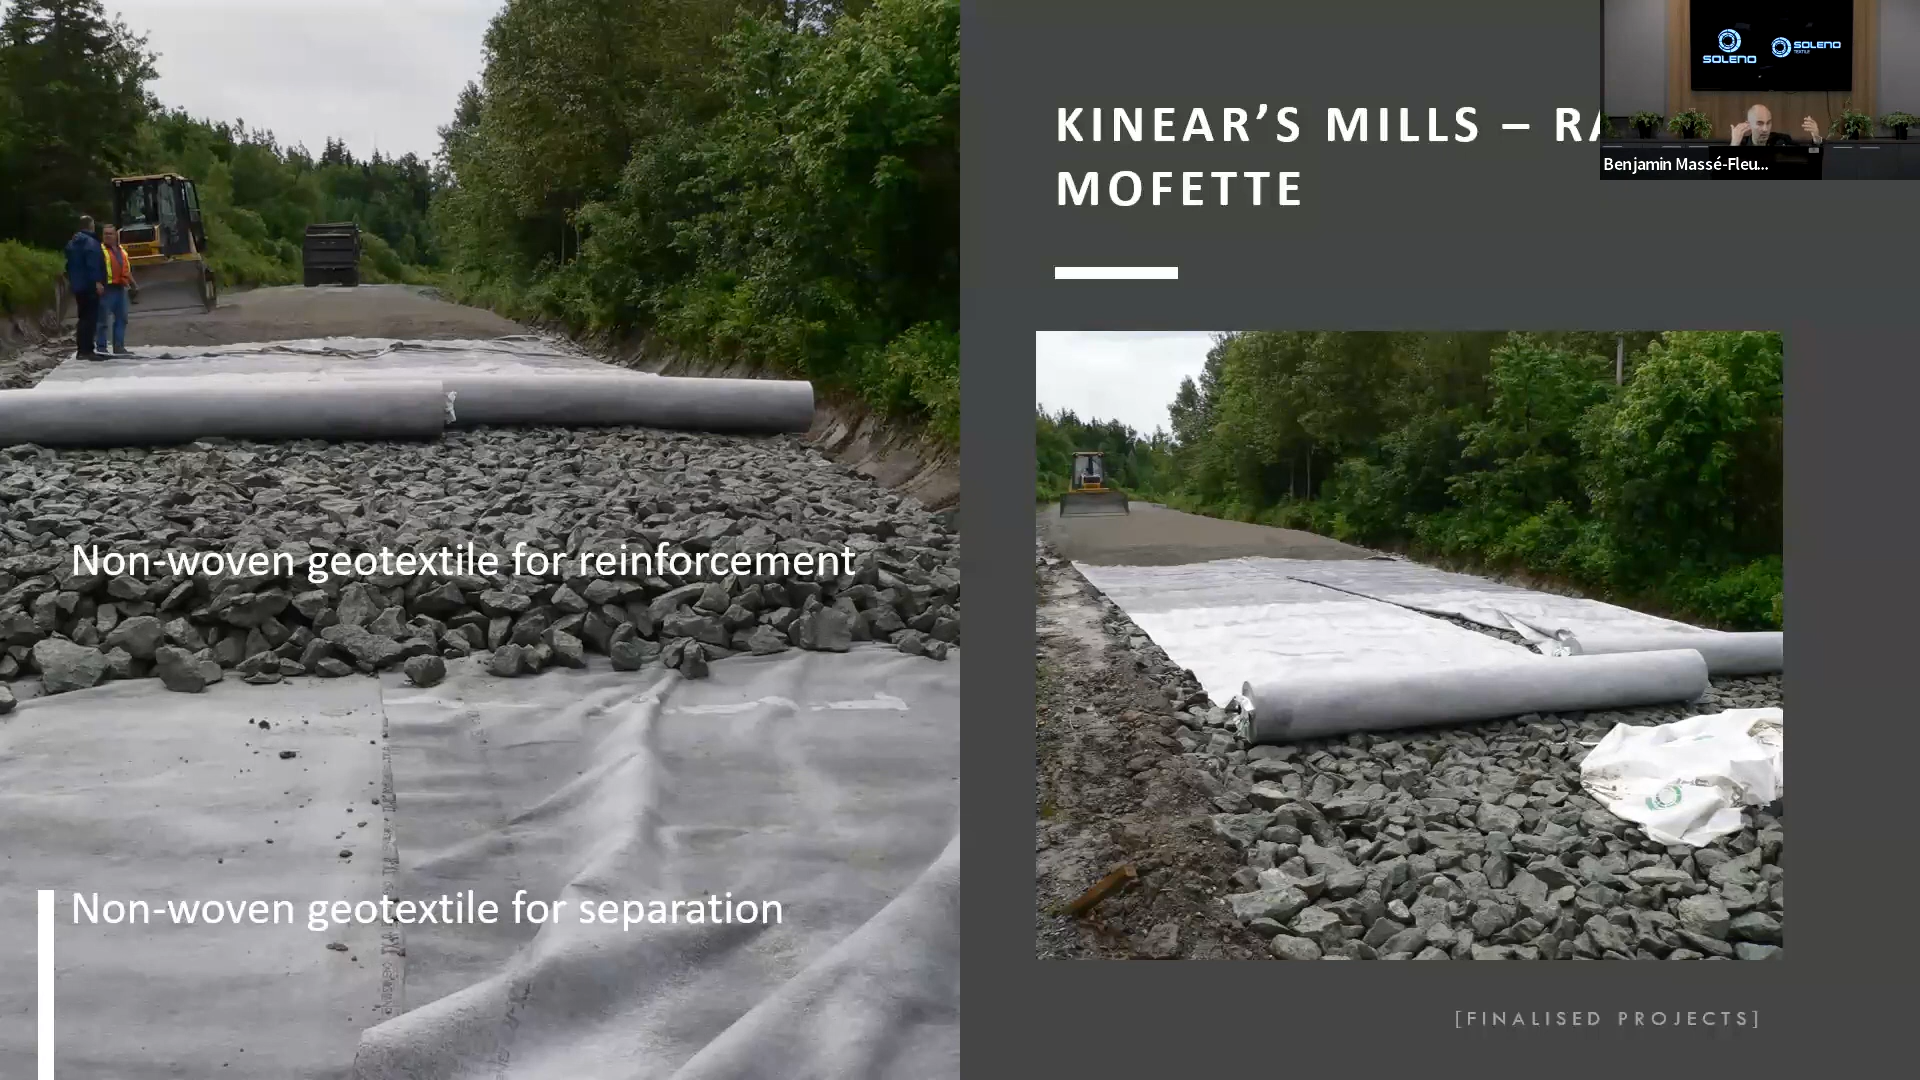 KINEAR’S MILLS –
MOFETTE
SOLENO
SOLENO
TEXTILE
Benjamin Massé-Fleu...
Non-woven geotextile for reinforcement
Non-woven geotextile for separation
[FINALISED PROJECTS]